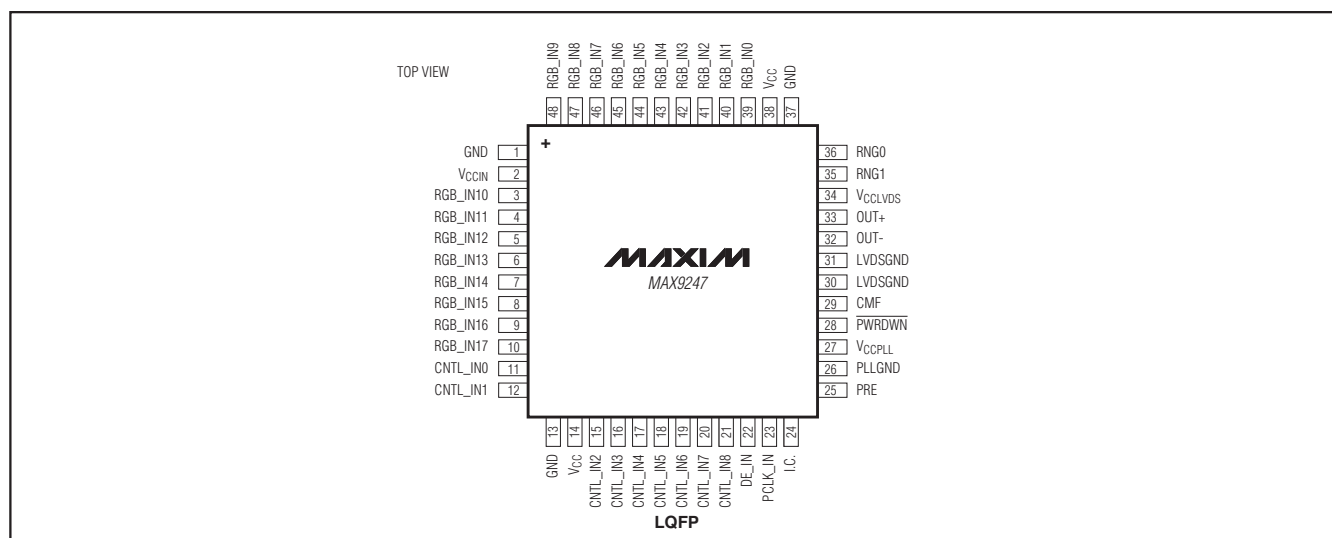 TOP VIEW
RGB_IN9
RGB_IN8
RGB_IN7
RGB_IN6
RGB_IN5
RGB_IN4
RGB_IN3
RGB_IN2
RGB_IN1
RGB_IN0
VCC
GND
48 47 46 45 44 43 42 41 40 39 38 37
+
GND 1
VCCIN 2
RGB_IN10 3
RGB_IN11 4
RGB_IN12 5
RGB_IN13 6
RGB_IN14 7
RGB_IN15 8
RGB_IN16 9
RGB_IN17 10
CNTL_IN0 11
CNTL_IN1 12
MAXIM
MAX9247
36 RNG0
35 RNG1
34 VCCLVDS
33 OUT+
32 OUT-
31 LVDSGND
30 LVDSGND
29 CMF
28 PWRDWN
27 VCCPLL
26 PLLGND
25 PRE
13 14 15 16 17 18 19 20 21 22 23 24
GND
VCC
CNTL_IN2
CNTL_IN3
CNTL_IN4
CNTL_IN5
CNTL_IN6
CNTL_IN7
CNTL_IN8
DE_IN
PCLK_IN
I.C.
LQFP